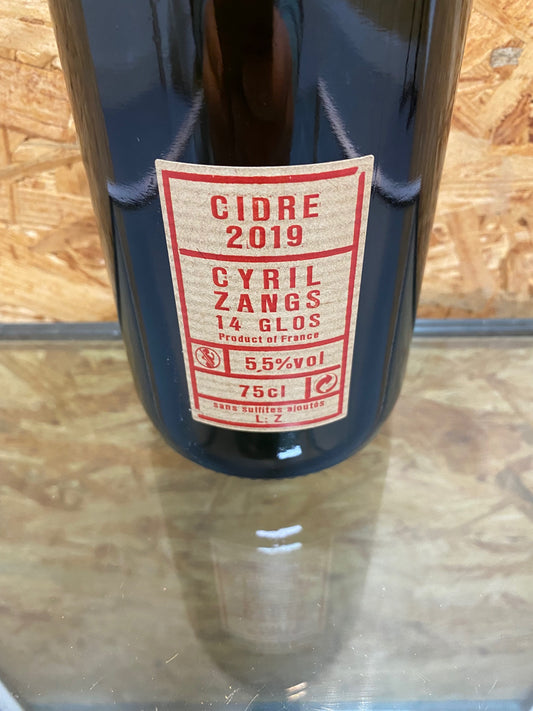 CIDRE
2019
CYRIL
ZANGS
14 GLOS
Product of France
5,5%vol
75cl
sans sulfites ajoutés
L: Z